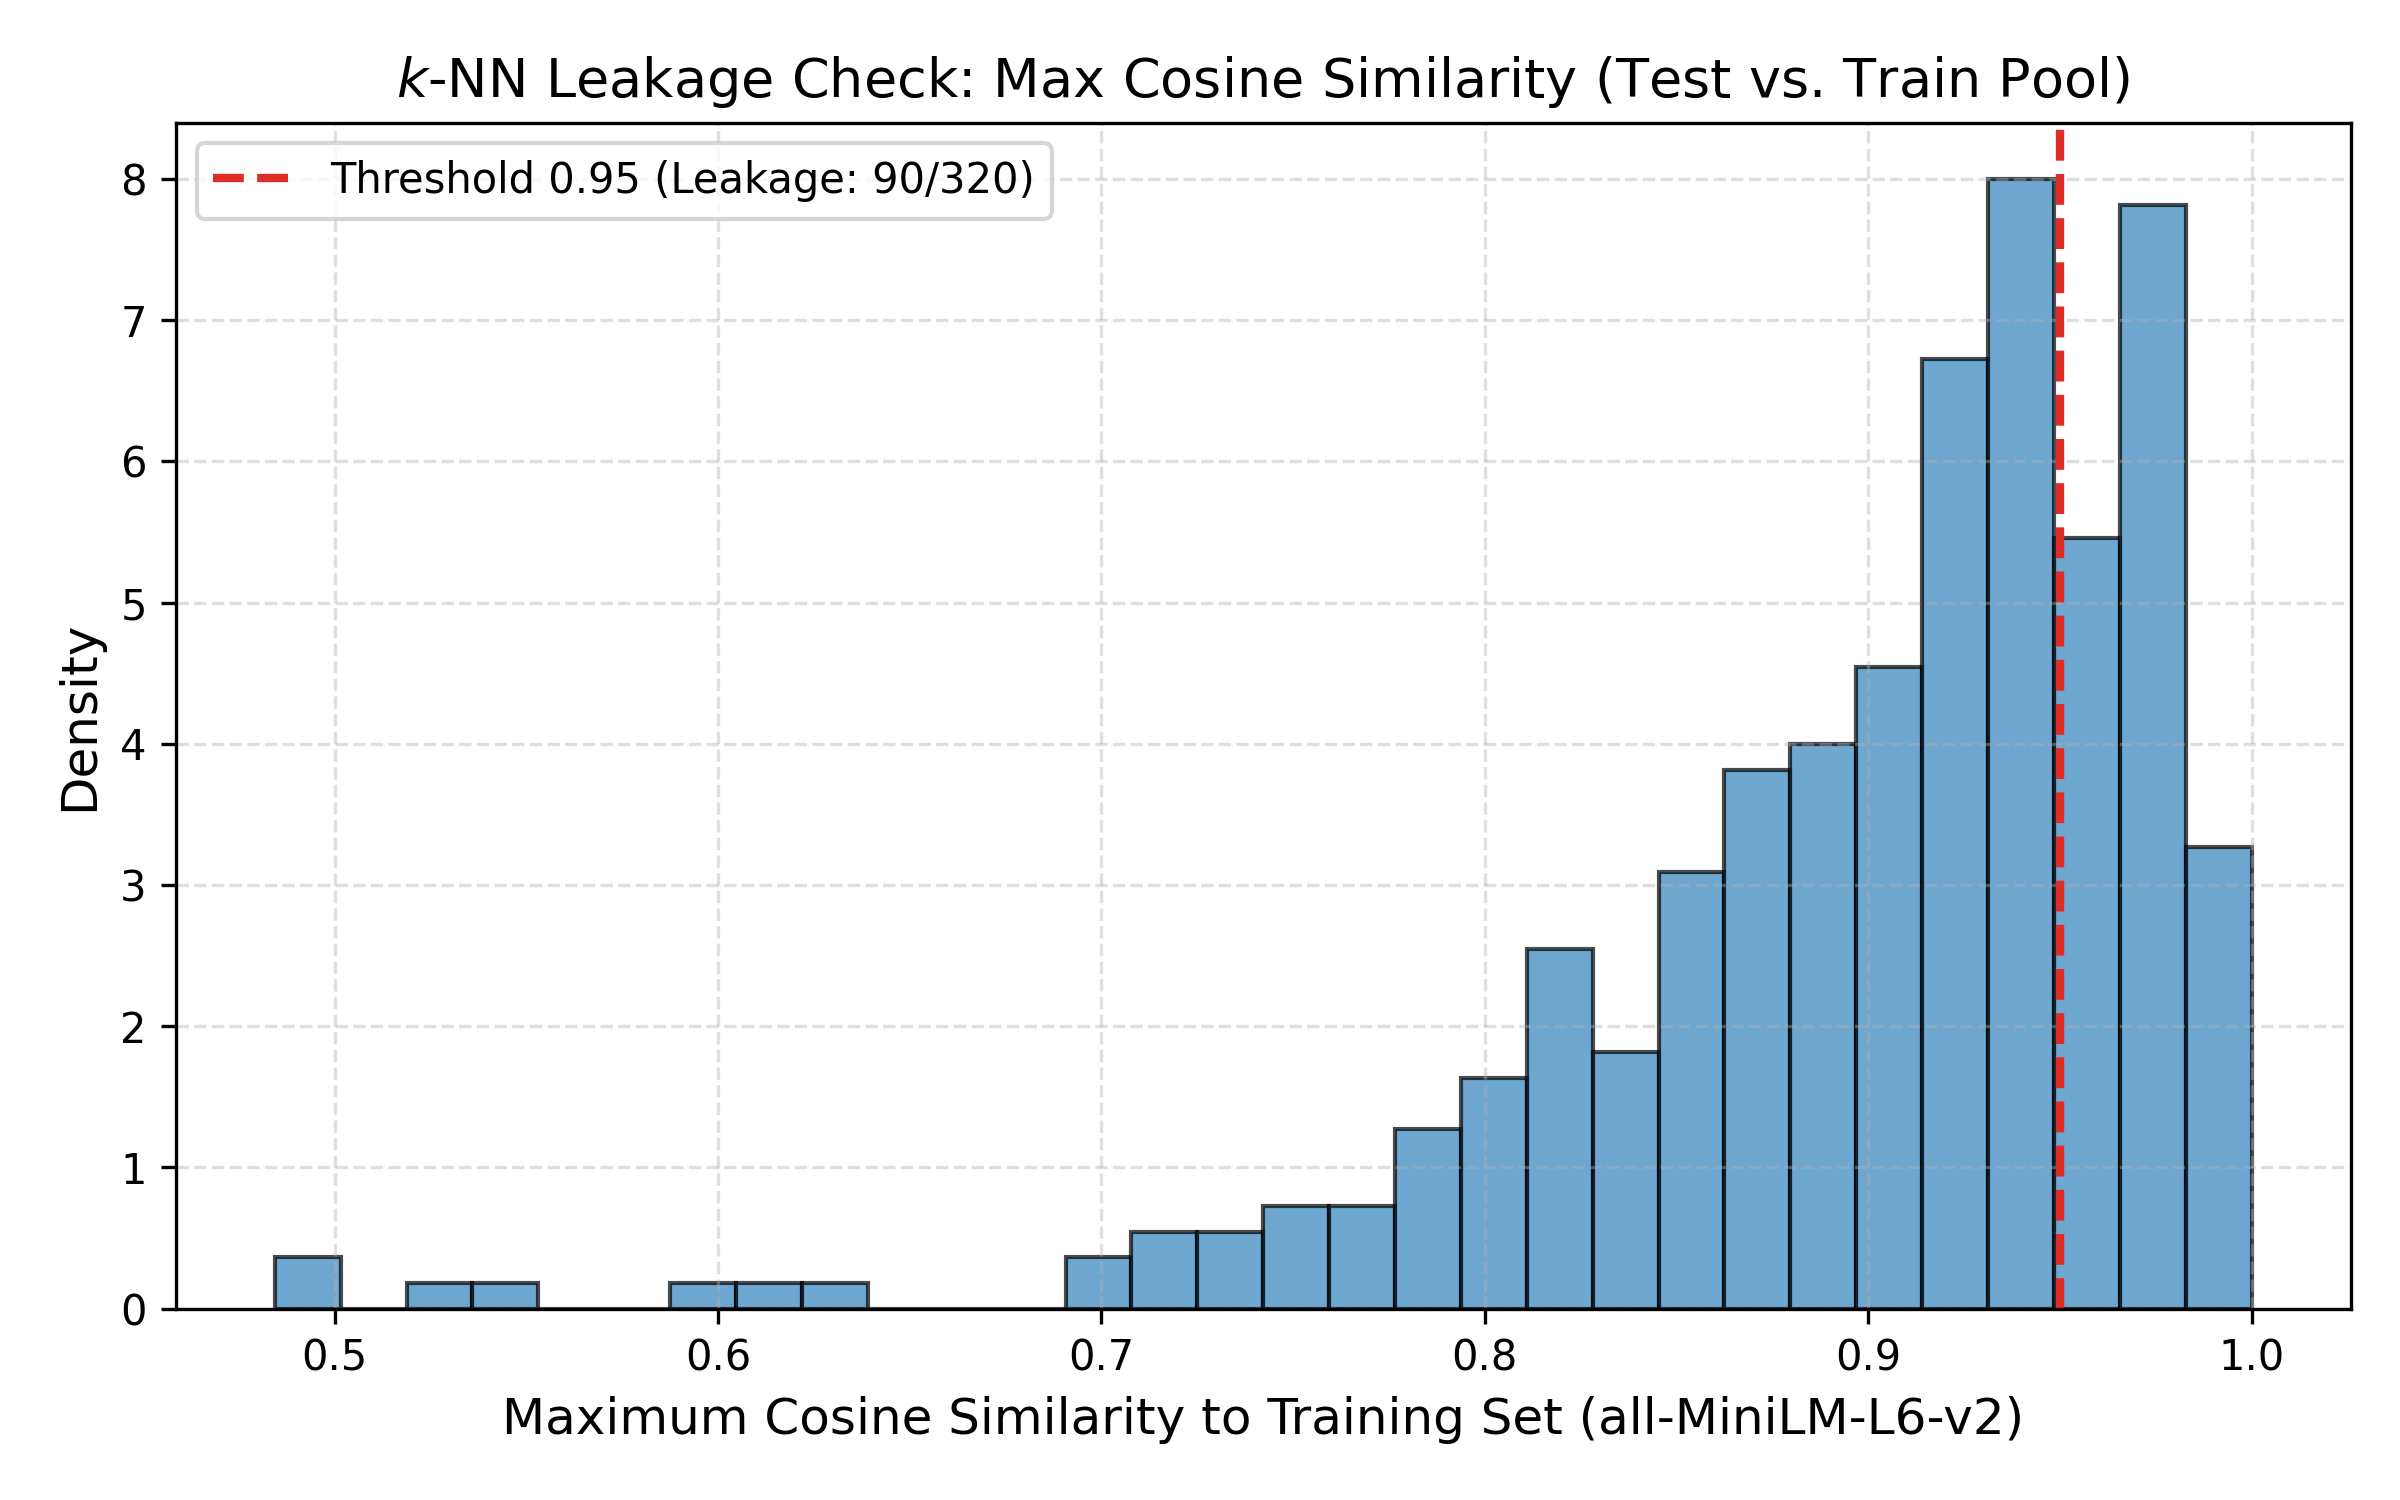 k-NN Leakage Check: Max Cosine Similarity (Test vs. Train Pool)
Threshold 0.95 (Leakage: 90/320)
8
7
6
5
4
3
2
1
0
Density
0.5 0.6 0.7 0.8 0.9 1.0
Maximum Cosine Similarity to Training Set (all-MiniLM-L6-v2)